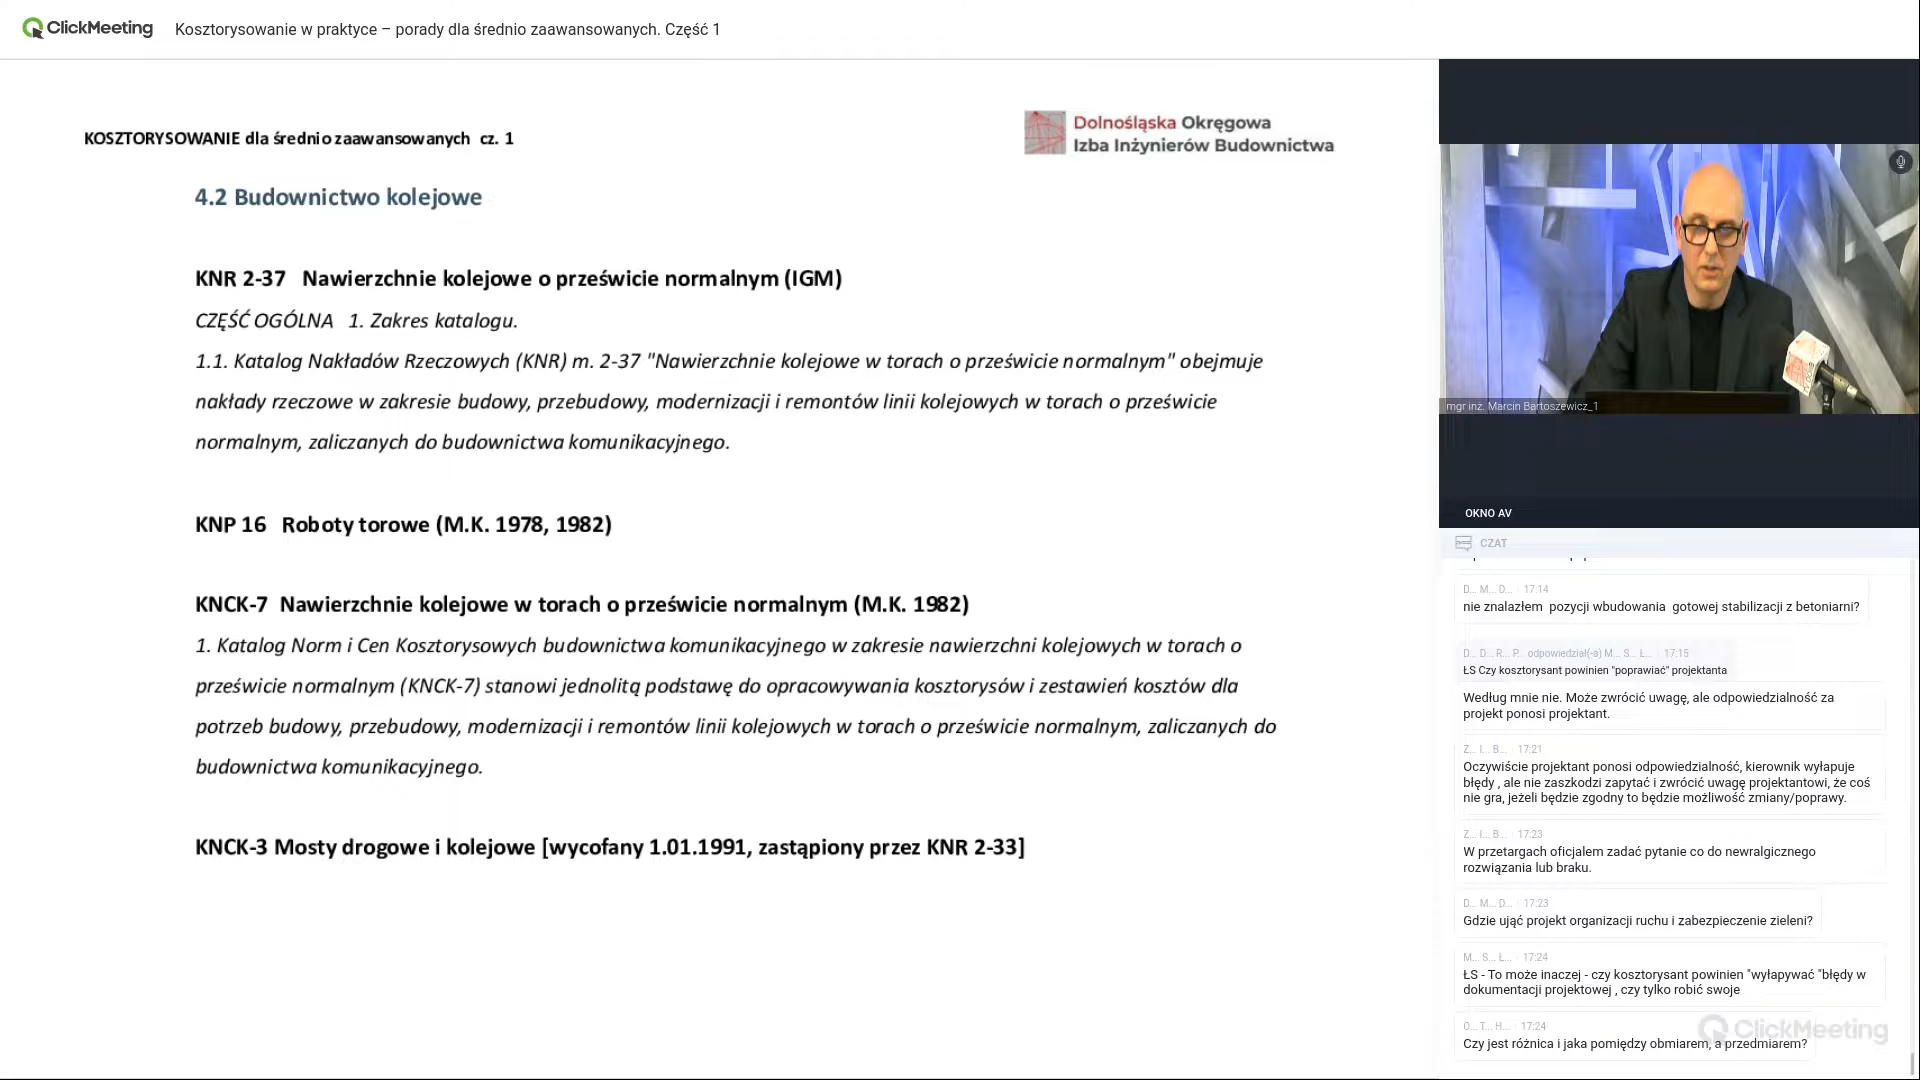 ClickMeeting
Kosztorysowanie w praktyce – porady dla średnio zaawansowanych. Część 1
KOSZTORYSOWANIE dla średnio zaawansowanych cz. 1
Dolnośląska Okręgowa
Izba Inżynierów Budownictwa
4.2 Budownictwo kolejowe
KNR 2-37 Nawierzchnie kolejowe o prześwicie normalnym (IGM)
CZĘŚĆ OGÓLNA 1. Zakres katalogu.
1.1. Katalog Nakładów Rzeczowych (KNR) m. 2-37 "Nawierzchnie kolejowe w torach o prześwicie normalnym" obejmuje
nakłady rzeczowe w zakresie budowy, przebudowy, modernizacji i remontów linii kolejowych w torach o prześwicie
normalnym, zaliczanych do budownictwa komunikacyjnego.
KNP 16 Roboty torowe (M.K. 1978, 1982)
KNCK-7 Nawierzchnie kolejowe w torach o prześwicie normalnym (M.K. 1982)
1. Katalog Norm i Cen Kosztorysowych budownictwa komunikacyjnego w zakresie nawierzchni kolejowych w torach o
prześwicie normalnym (KNCK-7) stanowi jednolitą podstawę do opracowywania kosztorysów i zestawień kosztów dla
potrzeb budowy, przebudowy, modernizacji i remontów linii kolejowych w torach o prześwicie normalnym, zaliczanych do
budownictwa komunikacyjnego.
KNCK-3 Mosty drogowe i kolejowe [wycofany 1.01.1991, zastąpiony przez KNR 2-33]
mgr inż. Marcin Bartoszewicz_1
OKNO AV
CZAT
D... M... D... 17:14
nie znalazłem pozycji wbudowania gotowej stabilizacji z betoniarni?
D... D... R... P... odpowiedział(-a) M... S... Ł... 17:15
ŁS Czy kosztorysant powinien "poprawiać" projektanta
Według mnie nie. Może zwrócić uwagę, ale odpowiedzialność za
projekt ponosi projektant.
Z... I... B... 17:21
Oczywiście projektant ponosi odpowiedzialność, kierownik wyłapuje
błędy , ale nie zaszkodzi zapytać i zwrócić uwagę projektantowi, że coś
nie gra, jeżeli będzie zgodny to będzie możliwość zmiany/poprawy.
Z... I... B... 17:23
W przetargach oficjalem zadać pytanie co do newralgicznego
rozwiązania lub braku.
D... M... D... 17:23
Gdzie ująć projekt organizacji ruchu i zabezpieczenie zieleni?
M... S... Ł... 17:24
ŁS - To może inaczej - czy kosztorysant powinien "wyłapywać "błędy w
dokumentacji projektowej , czy tylko robić swoje
O... T... H... 17:24
Czy jest różnica i jaka pomiędzy obmiarem, a przedmiarem?
ClickMeeting